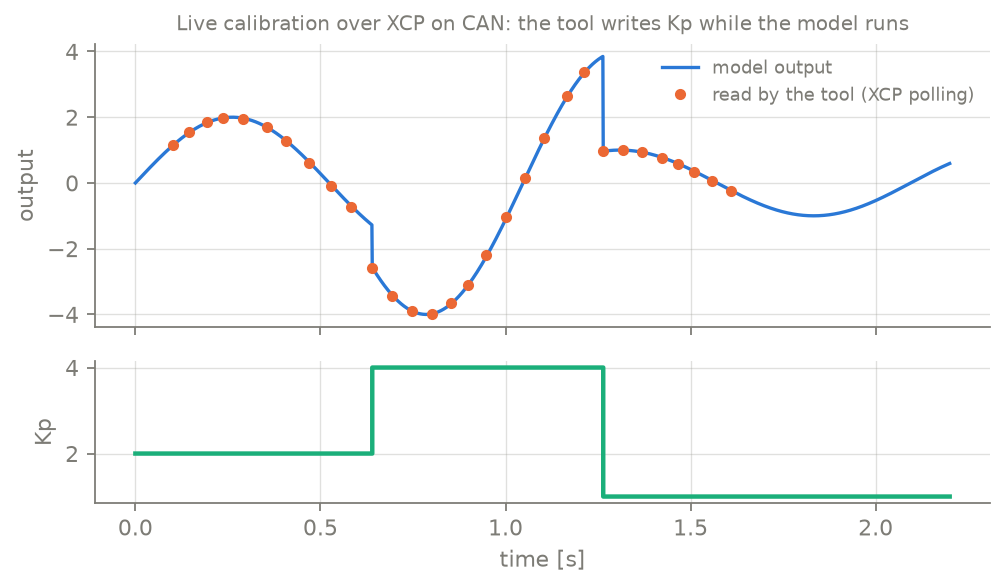 Live calibration over XCP on CAN: the tool writes Kp while the model runs
model output
read by the tool (XCP polling)
output
4
2
0
−2
−4
Kp
4
2
0.0 0.5 1.0 1.5 2.0
time [s]